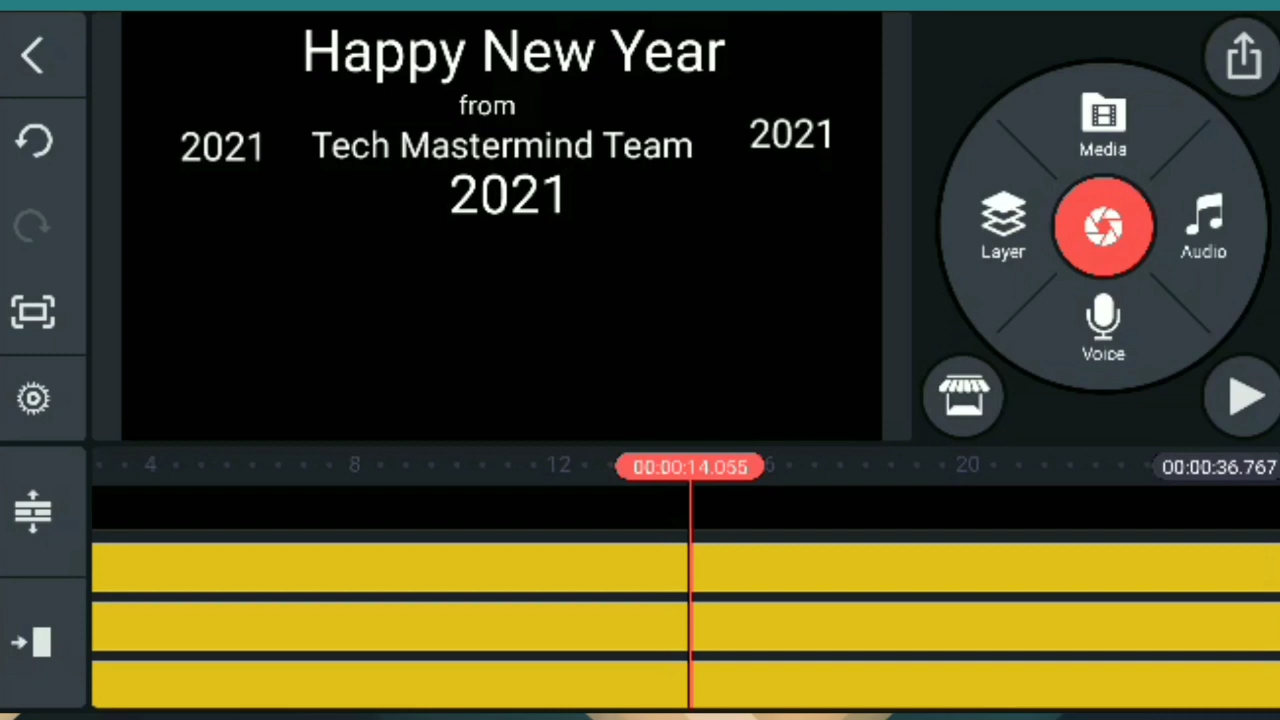 Happy New Year
from
2021 Tech Mastermind Team 2021
2021
Media
Layer
Audio
Voice
4 8 12 00:00:14.055 6 20 00:00:36.767